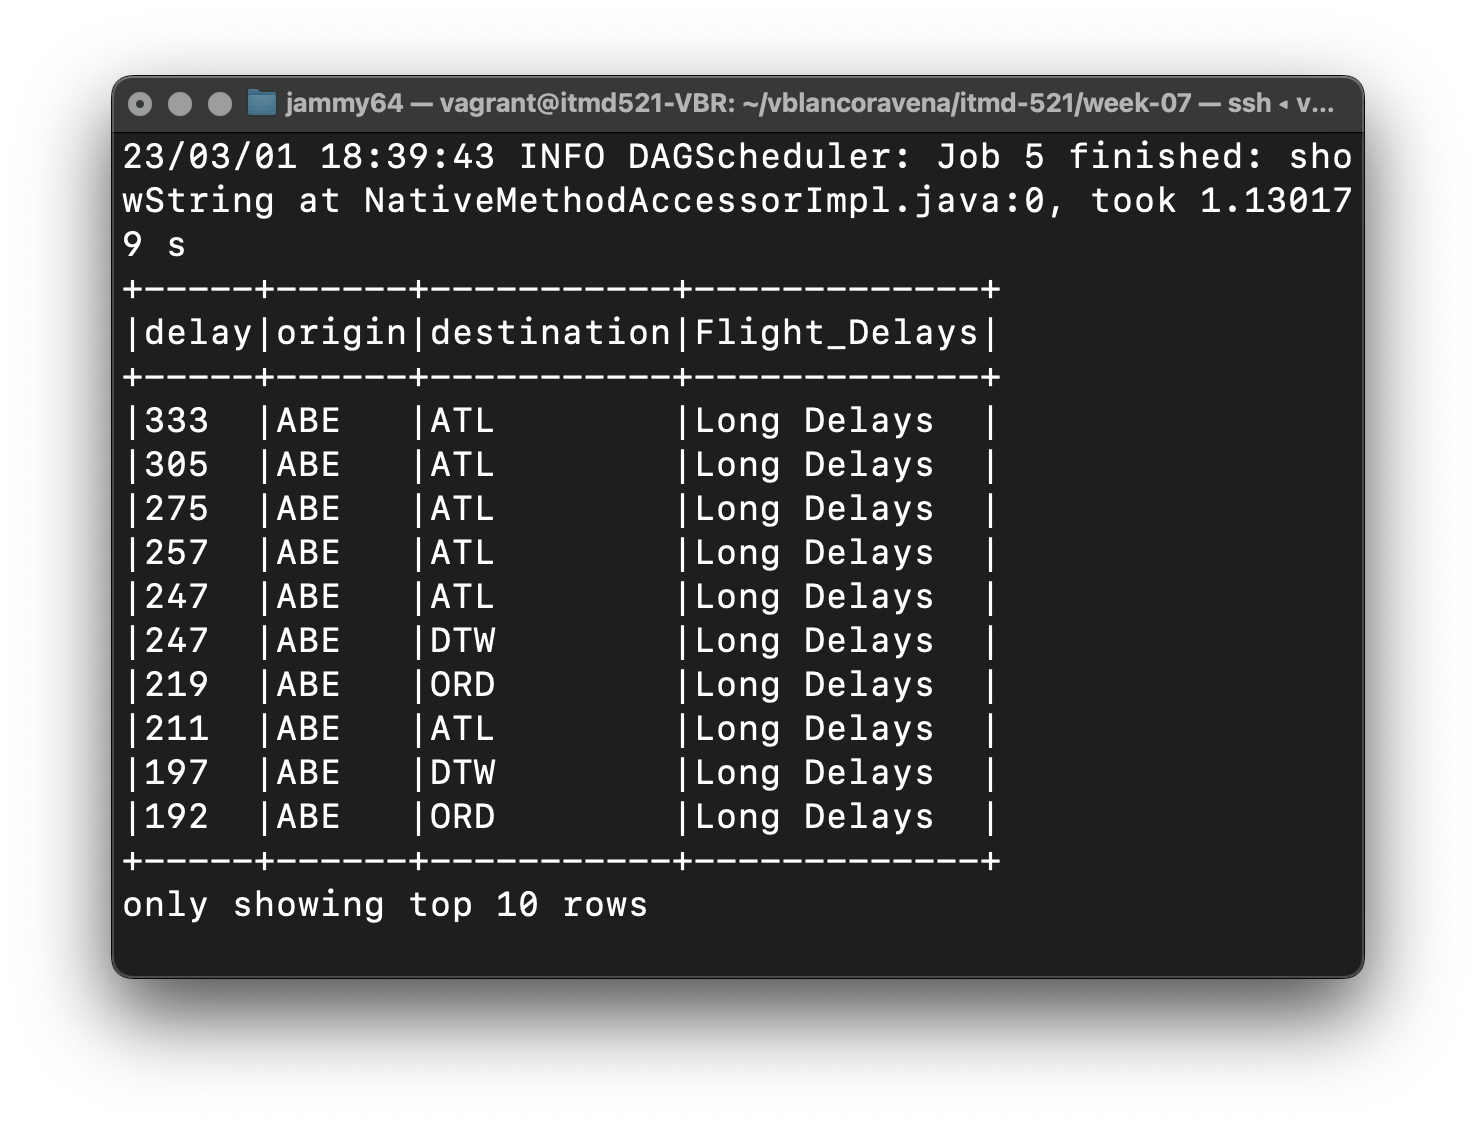 jammy64 — vagrant@itmd521-VBR: ~/vblancoravena/itmd-521/week-07 — ssh ◂ v...
23/03/01 18:39:43 INFO DAGScheduler: Job 5 finished: sho
wString at NativeMethodAccessorImpl.java:0, took 1.13017
9 s
+-----+------+-----------+-------------+
|delay|origin|destination|Flight_Delays|
+-----+------+-----------+-------------+
|333  |ABE   |ATL        |Long Delays  |
|305  |ABE   |ATL        |Long Delays  |
|275  |ABE   |ATL        |Long Delays  |
|257  |ABE   |ATL        |Long Delays  |
|247  |ABE   |ATL        |Long Delays  |
|247  |ABE   |DTW        |Long Delays  |
|219  |ABE   |ORD        |Long Delays  |
|211  |ABE   |ATL        |Long Delays  |
|197  |ABE   |DTW        |Long Delays  |
|192  |ABE   |ORD        |Long Delays  |
+-----+------+-----------+-------------+
only showing top 10 rows